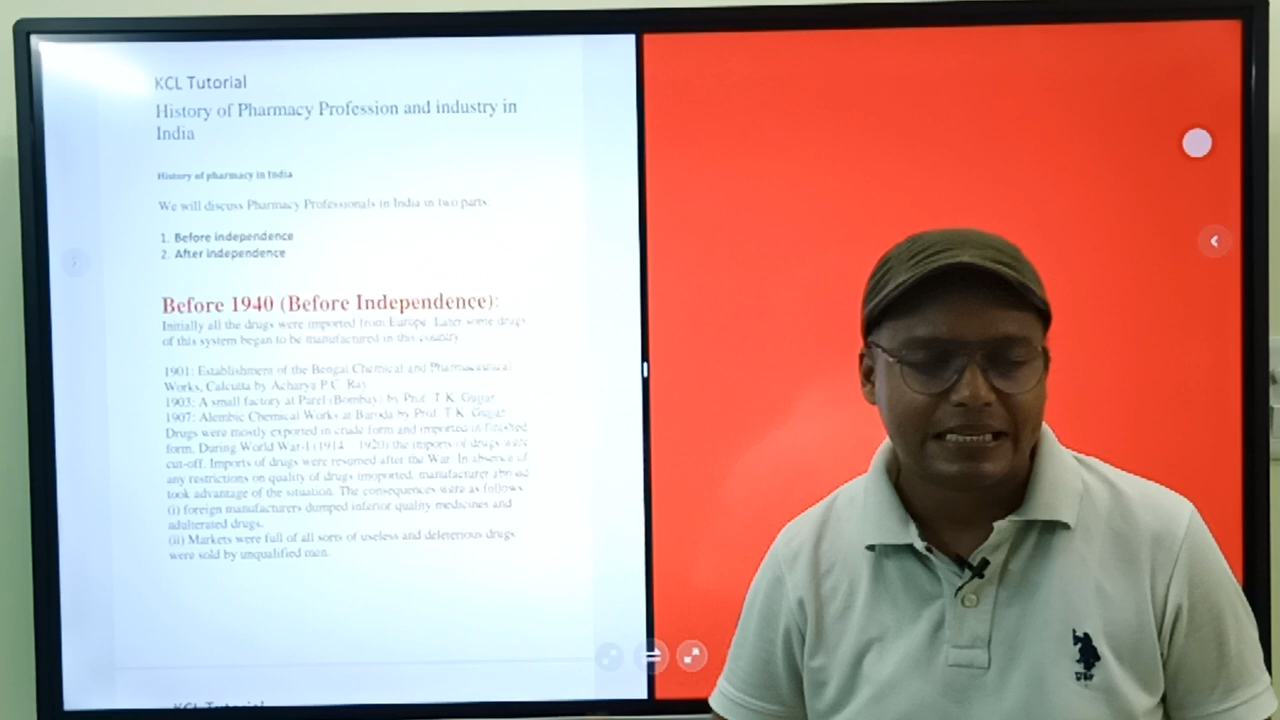 KCL Tutorial
History of Pharmacy Profession and industry in
India
History of pharmacy in India
We will discuss Pharmacy Professionals in India in two parts.
1. Before independence
2. After independence
Before 1940 (Before Independence):
Initially all the drugs were imported from Europe. Later some drugs
of this system began to be manufactured in this country.
1901: Establishment of the Bengal Chemical and Pharmaceutical
Works, Calcutta by Acharya P.C. Ray
1903: A small factory at Parel (Bombay) by Prof. T.K. Gujjar
1907: Alembic Chemical Works at Baroda by Prof. T.K. Gujjar
Drugs were mostly exported in crude form and imported in finished
form. During World War-I (1914 - 1920) the imports of drugs were
cut-off. Imports of drugs were resumed after the War. In absence of
any restrictions on quality of drugs imoported, manufacturer abroad
took advantage of the situation. The consequences were as follows
(i) foreign manufacturers dumped inferior quality medicines and
adulterated drugs.
(ii) Markets were full of all sorts of useless and deleterious drugs
were sold by unqualified men.
KCL Tutorial